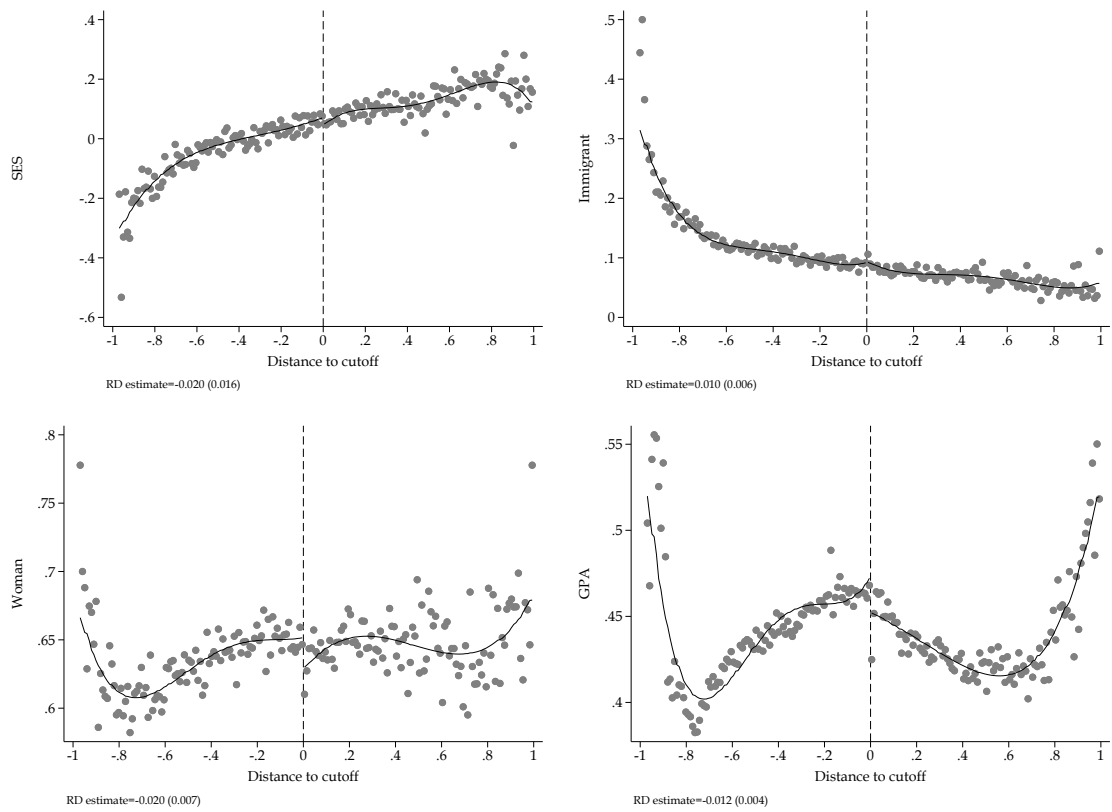 .4
.2
0
-.2
-.4
-.6
SES
-1 -.8 -.6 -.4 -.2 0 .2 .4 .6 .8 1
Distance to cutoff
RD estimate=-0.020 (0.016)
.5
.4
.3
.2
.1
0
Immigrant
-1 -.8 -.6 -.4 -.2 0 .2 .4 .6 .8 1
Distance to cutoff
RD estimate=0.010 (0.006)
.8
.75
.7
.65
.6
Woman
-1 -.8 -.6 -.4 -.2 0 .2 .4 .6 .8 1
Distance to cutoff
RD estimate=-0.020 (0.007)
.55
.5
.45
.4
GPA
-1 -.8 -.6 -.4 -.2 0 .2 .4 .6 .8 1
Distance to cutoff
RD estimate=-0.012 (0.004)